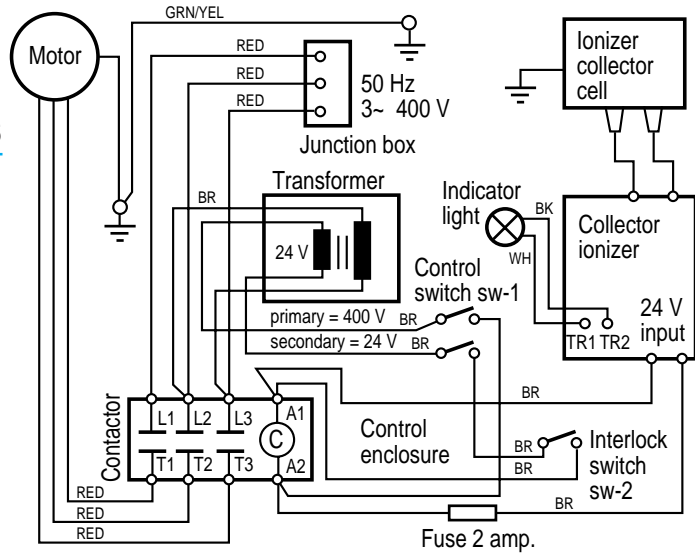 GRN/YEL
Motor
RED
RED
RED
50 Hz
3~ 400 V
Junction box
Ionizer
collector
cell
BR
Transformer
24 V
Indicator
light
BK
WH
Collector
ionizer
24 V
input
TR1 TR2
Control
switch sw-1
primary = 400 V BR
secondary = 24 V BR
BR
Contactor
L1 L2 L3 A1
C
T1 T2 T3 A2
Control
enclosure
BR
BR
Interlock
switch
sw-2
RED
RED
RED
BR
Fuse 2 amp.